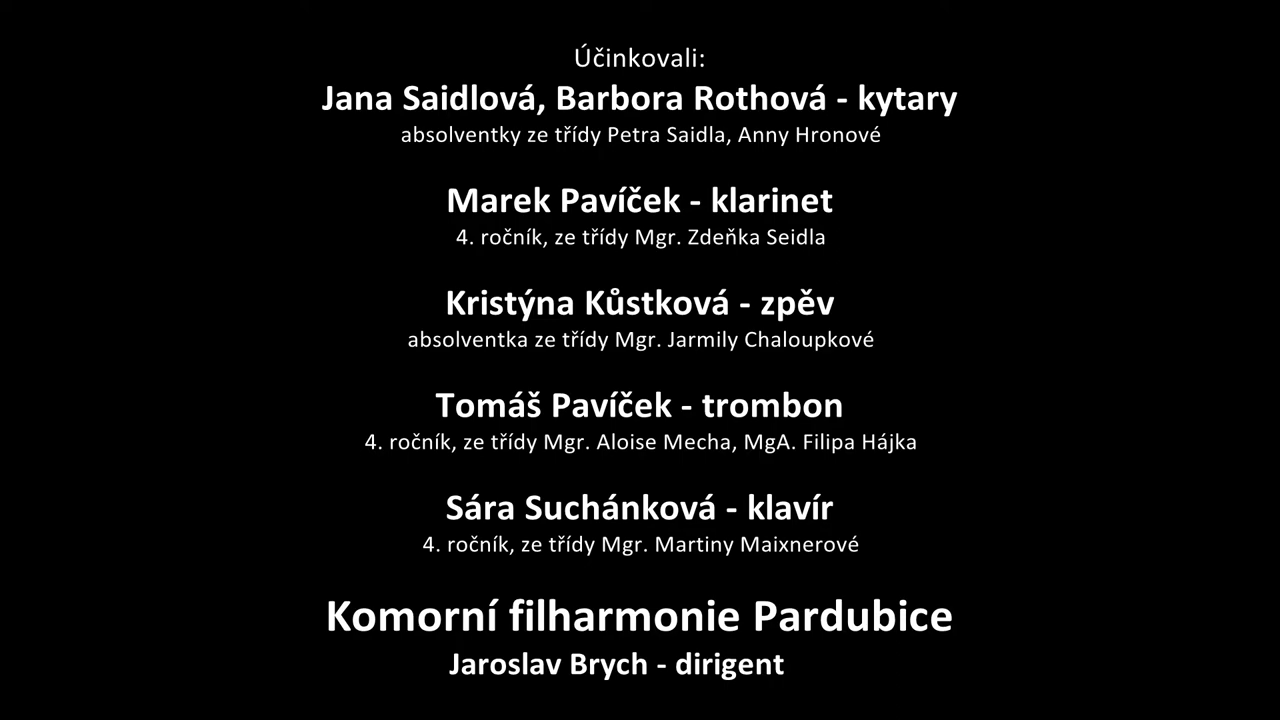 Účinkovali:
Jana Saidlová, Barbora Rothová - kytary
absolventky ze třídy Petra Saidla, Anny Hronové
Marek Pavíček - klarinet
4. ročník, ze třídy Mgr. Zdeňka Seidla
Kristýna Kůstková - zpěv
absolventka ze třídy Mgr. Jarmily Chaloupkové
Tomáš Pavíček - trombon
4. ročník, ze třídy Mgr. Aloise Mecha, MgA. Filipa Hájka
Sára Suchánková - klavír
4. ročník, ze třídy Mgr. Martiny Maixnerové
Komorní filharmonie Pardubice
Jaroslav Brych - dirigent